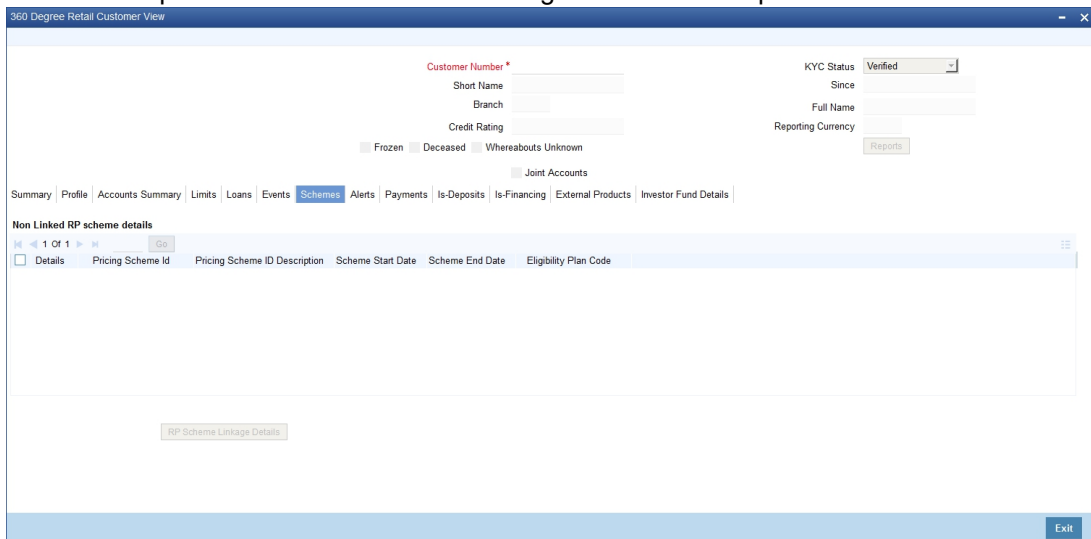 360 Degree Retail Customer View
Customer Number *
KYC Status Verified
Short Name
Since
Branch
Full Name
Credit Rating
Reporting Currency
Frozen Deceased Whereabouts Unknown
Reports
Joint Accounts
Summary Profile Accounts Summary Limits Loans Events Schemes Alerts Payments Is-Deposits Is-Financing External Products Investor Fund Details
Non Linked RP scheme details
1 Of 1 Go
Details Pricing Scheme Id Pricing Scheme ID Description Scheme Start Date Scheme End Date Eligibility Plan Code
RP Scheme Linkage Details
Exit